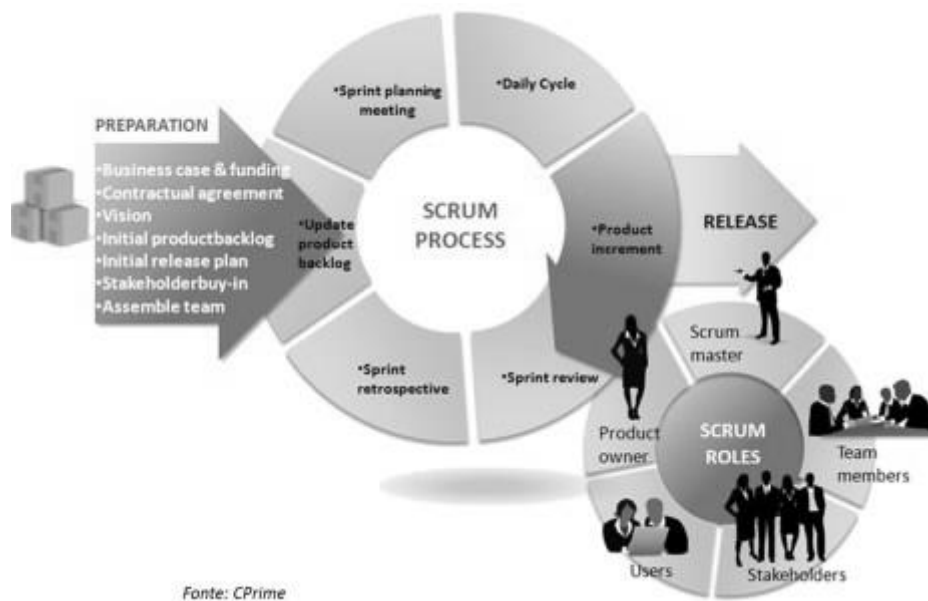 PREPARATION
•Business case & funding
•Contractual agreement
•Vision
•Initial productbacklog
•Initial release plan
•Stakeholderbuy-in
•Assemble team
•Sprint planning
meeting
•Daily Cycle
•Update
product
backlog
SCRUM
PROCESS
•Product
increment
RELEASE
•Sprint
retrospective
•Sprint review
Scrum
master
Product
owner
SCRUM
ROLES
Team
members
Users
Stakeholders
Fonte: CPrime